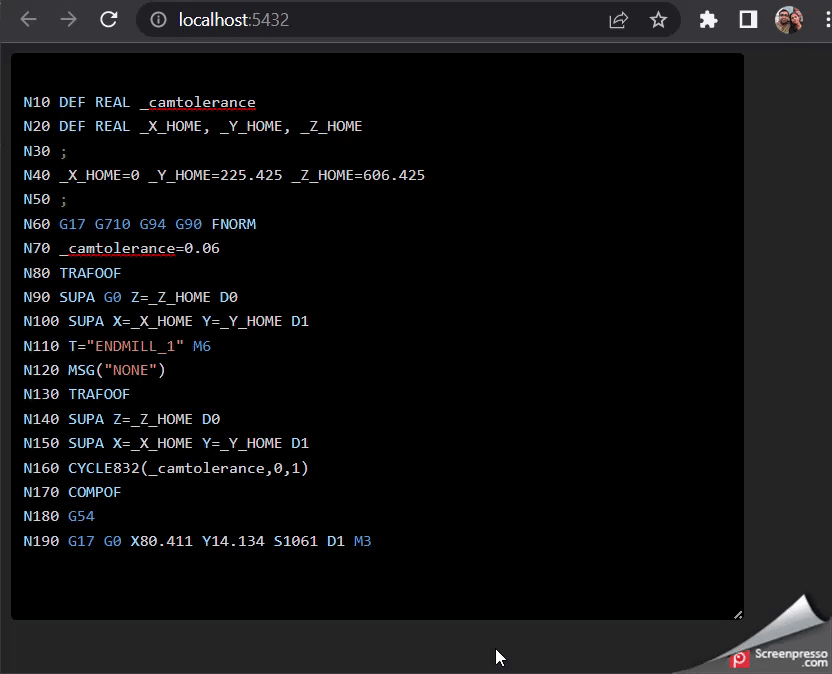 localhost:5432
N10 DEF REAL _camtolerance
N20 DEF REAL _X_HOME, _Y_HOME, _Z_HOME
N30 ;
N40 _X_HOME=0 _Y_HOME=225.425 _Z_HOME=606.425
N50 ;
N60 G17 G710 G94 G90 FNORM
N70 _camtolerance=0.06
N80 TRAFOOF
N90 SUPA G0 Z=_Z_HOME D0
N100 SUPA X=_X_HOME Y=_Y_HOME D1
N110 T="ENDMILL_1" M6
N120 MSG("NONE")
N130 TRAFOOF
N140 SUPA Z=_Z_HOME D0
N150 SUPA X=_X_HOME Y=_Y_HOME D1
N160 CYCLE832(_camtolerance,0,1)
N170 COMPOF
N180 G54
N190 G17 G0 X80.411 Y14.134 S1061 D1 M3
Screenpresso
.com